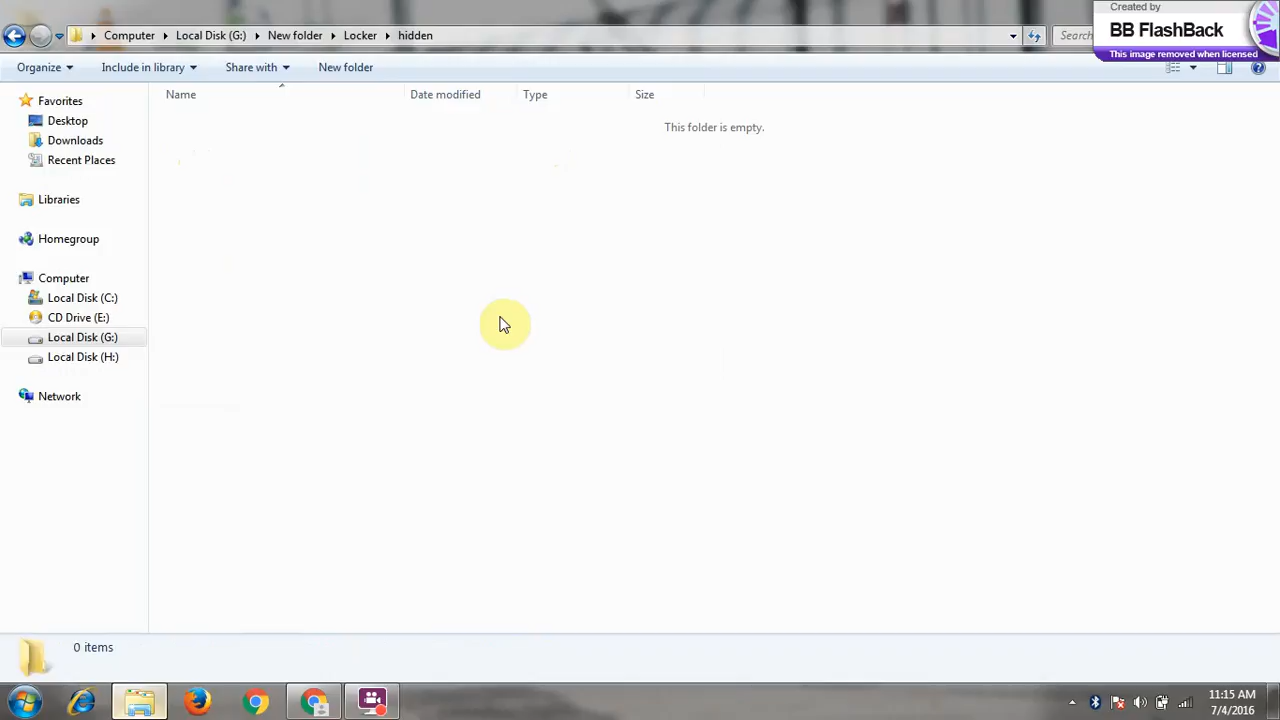 Created by
BB FlashBack
This image removed when licensed
Computer Local Disk (G:) New folder Locker hidden
Search
Organize Include in library Share with New folder
Name Date modified Type Size
This folder is empty.
Favorites
Desktop
Downloads
Recent Places
Libraries
Homegroup
Computer
Local Disk (C:)
CD Drive (E:)
Local Disk (G:)
Local Disk (H:)
Network
0 items
11:15 AM
7/4/2016